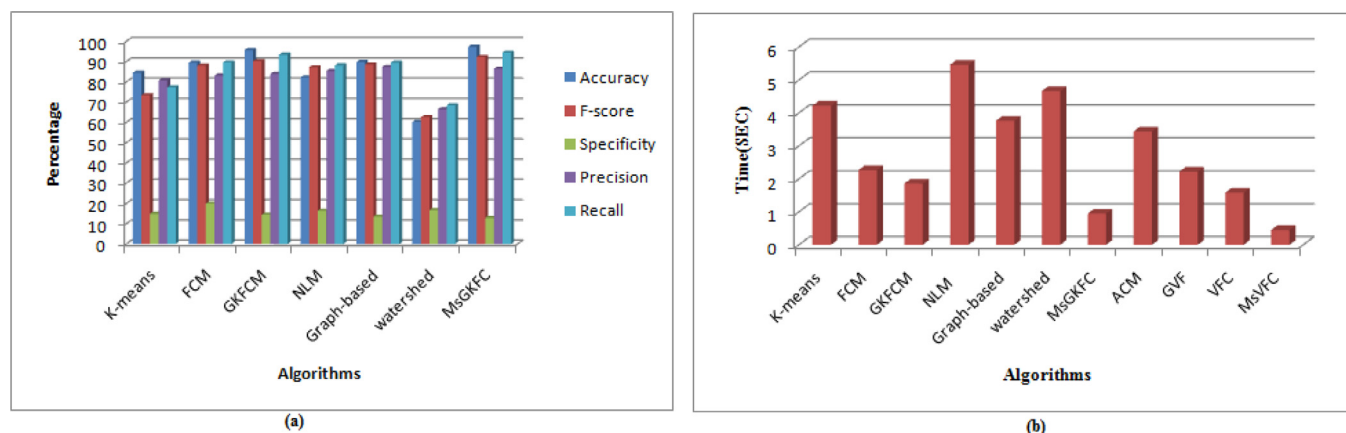 100
90
80
70
60
50
40
30
20
10
0
Percentage
K-means
FCM
GKFCM
NLM
Graph-based
watershed
MsGKFC
Algorithms
Accuracy
F-score
Specificity
Precision
Recall
(a)
6
5
4
3
2
1
0
Time(SEC)
K-means
FCM
GKFCM
NLM
Graph-based
watershed
MsGKFC
ACM
GVF
VFC
MsVFC
Algorithms
(b)